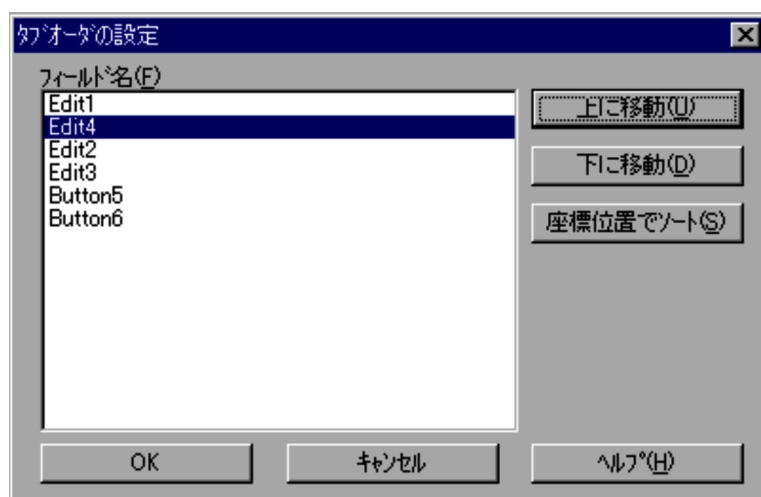 ﾀﾌﾞｵｰﾀﾞの設定
ﾌｨｰﾙﾄﾞ名(F)
Edit1
Edit4
Edit2
Edit3
Button5
Button6
上に移動(U)
下に移動(D)
座標位置でｿｰﾄ(S)
OK
ｷｬﾝｾﾙ
ﾍﾙﾌﾟ(H)